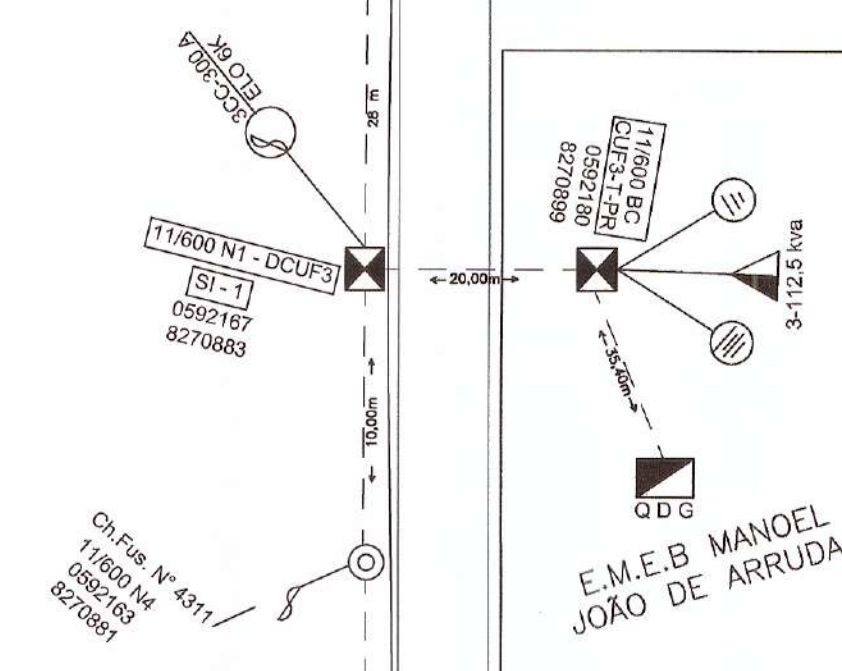 3CC-300 A
ELO 6K
28 m
11/600 BC
CUF3-T-PR
0592180
8270899
11/600 N1 - DCUF3
SI - 1
0592167
8270883
20,00m
3-112,5 kva
35,40m
10,00m
QDG
Ch.Fus. N° 4311
11/600 N4
0592163
8270881
E.M.E.B MANOEL
JOÃO DE ARRUDA